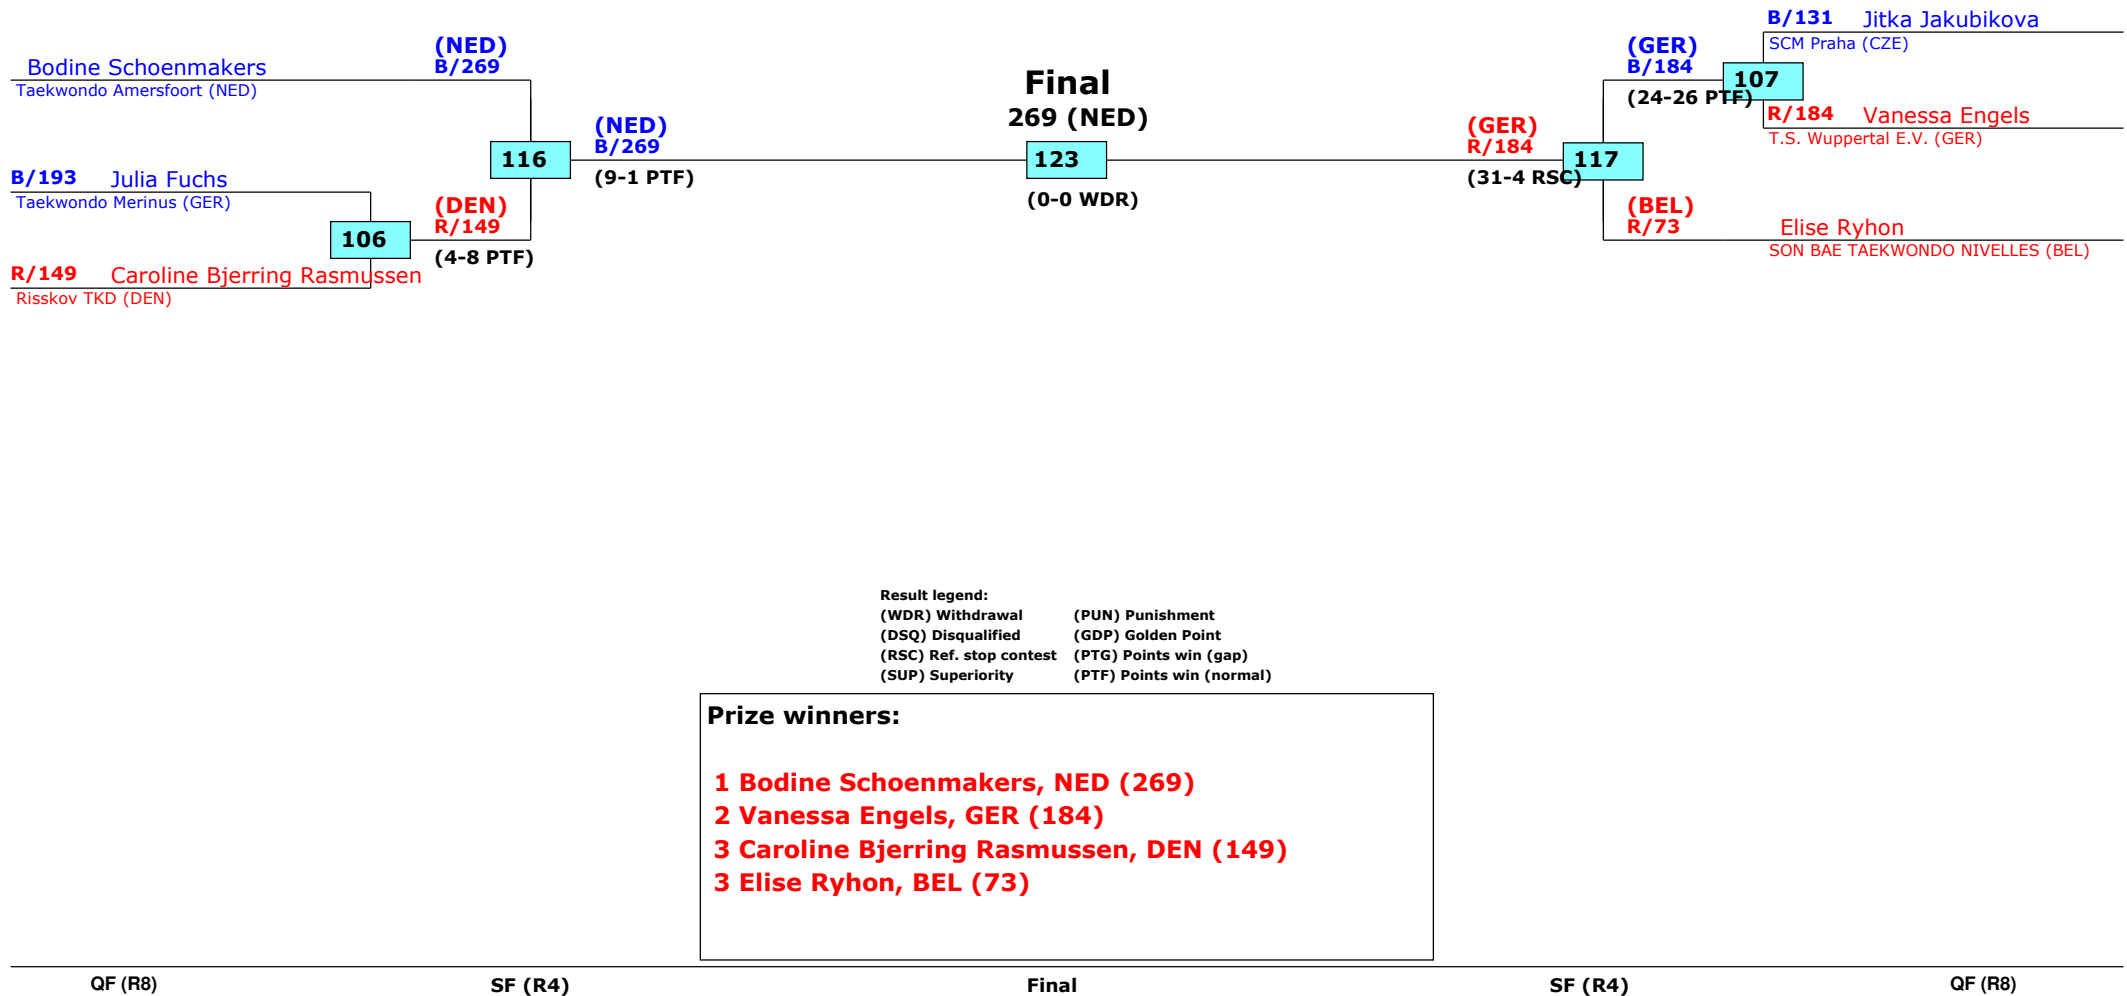 B/131 Jitka Jakubikova
SCM Praha (CZE)
(NED)
B/269
(GER)
B/184
Bodine Schoenmakers
Taekwondo Amersfoort (NED)
Final
269 (NED)
107
(24-26 PTF)
R/184 Vanessa Engels
T.S. Wuppertal E.V. (GER)
(NED)
B/269
(GER)
R/184
116
123
117
(9-1 PTF)
(0-0 WDR)
(31-4 RSC)
B/193 Julia Fuchs
Taekwondo Merinus (GER)
(DEN)
R/149
(BEL)
R/73
Elise Ryhon
SON BAE TAEKWONDO NIVELLES (BEL)
106
(4-8 PTF)
R/149 Caroline Bjerring Rasmussen
Risskov TKD (DEN)
Result legend:
(WDR) Withdrawal (PUN) Punishment
(DSQ) Disqualified (GDP) Golden Point
(RSC) Ref. stop contest (PTG) Points win (gap)
(SUP) Superiority (PTF) Points win (normal)
Prize winners:
1 Bodine Schoenmakers, NED (269)
2 Vanessa Engels, GER (184)
3 Caroline Bjerring Rasmussen, DEN (149)
3 Elise Ryhon, BEL (73)
QF (R8) SF (R4) Final SF (R4) QF (R8)